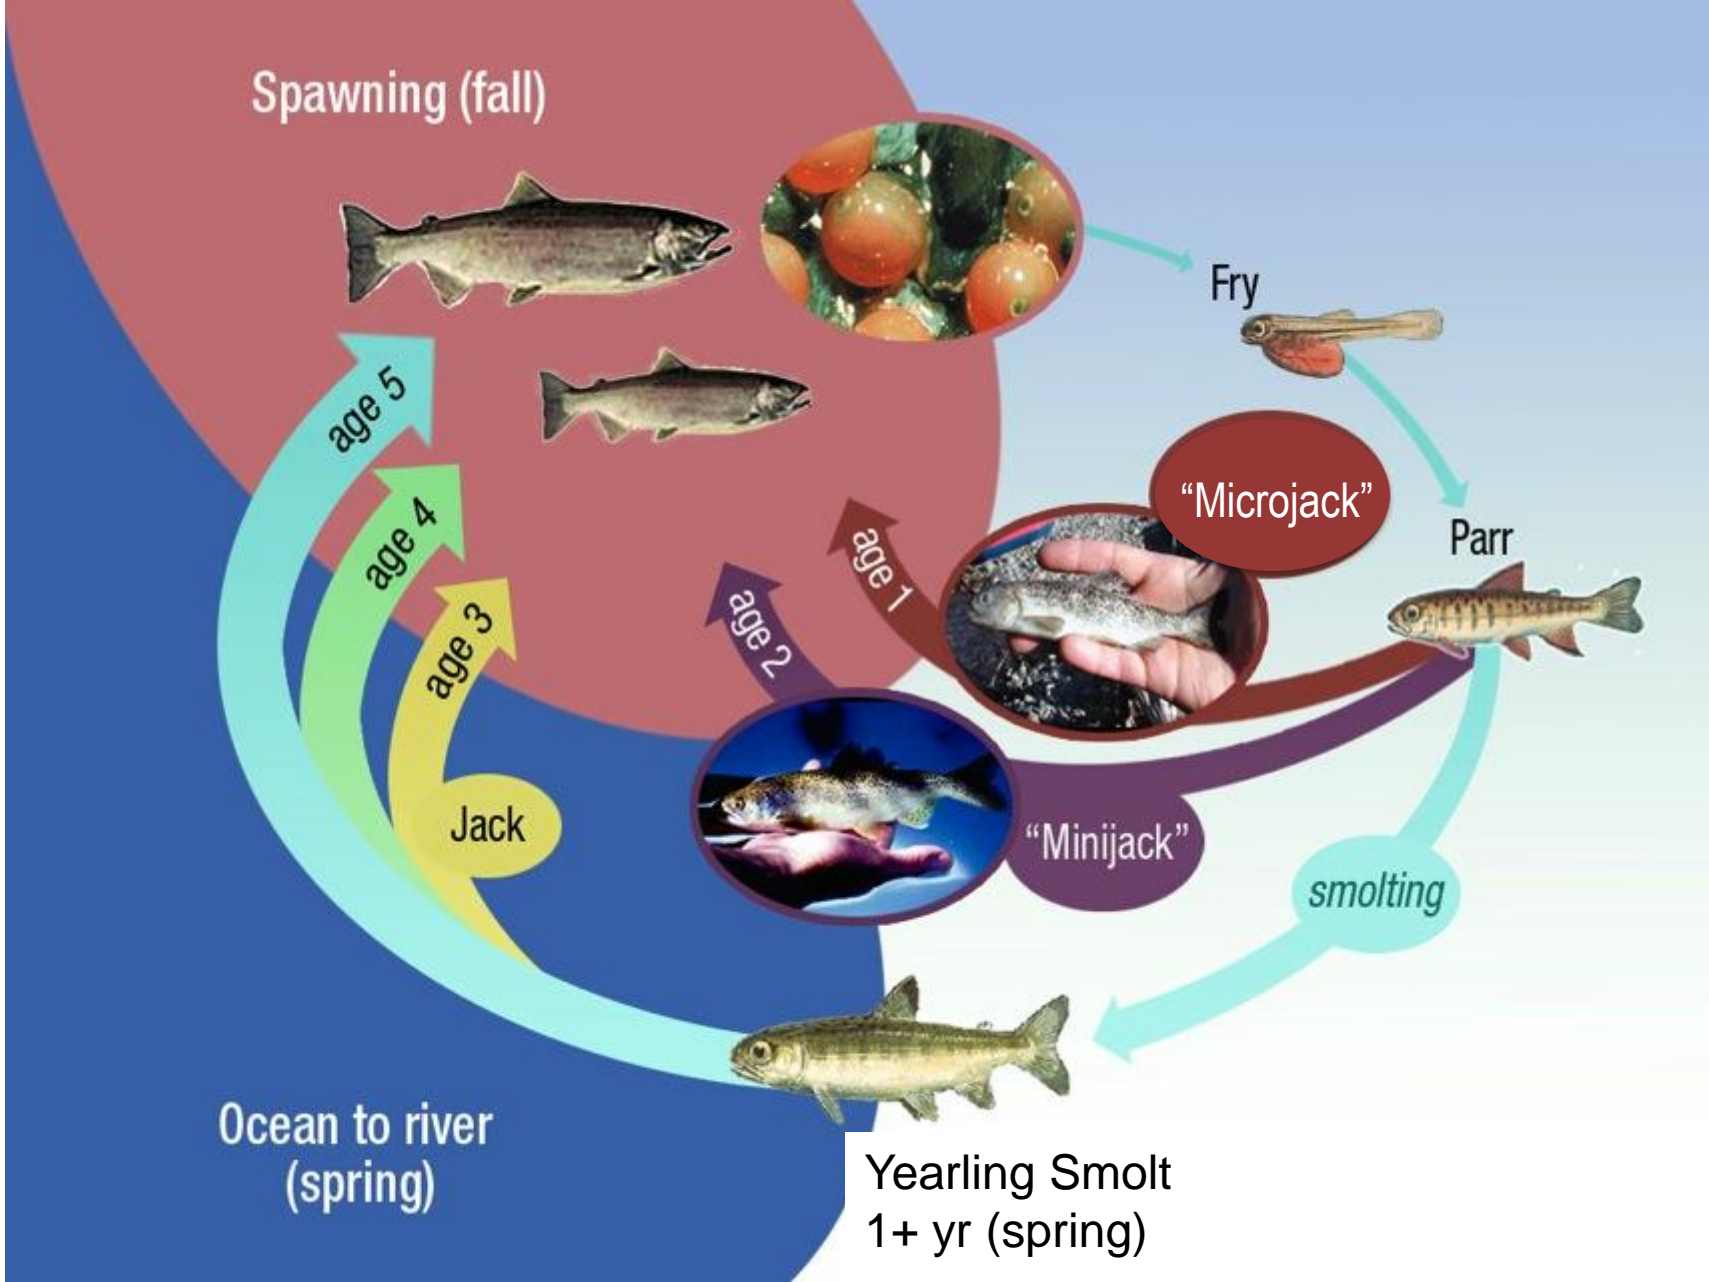 Spawning (fall)
Fry
"Microjack"
Parr
age 5
age 4
age 3
age 2
age 1
Jack
"Minijack"
smolting
Ocean to river
(spring)
Yearling Smolt
1+ yr (spring)